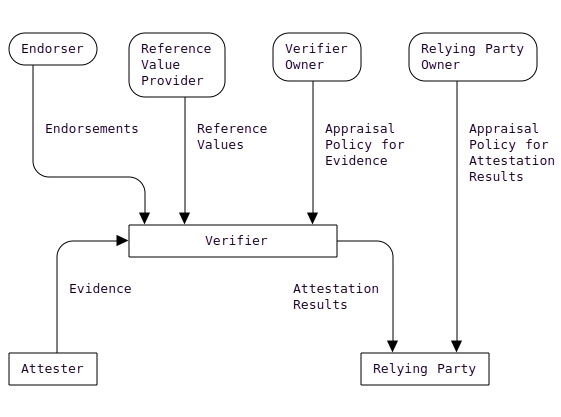 Endorser
Reference
Value
Provider
Verifier
Owner
Relying Party
Owner
Endorsements
Reference
Values
Appraisal
Policy for
Evidence
Appraisal
Policy for
Attestation
Results
Verifier
Evidence
Attestation
Results
Attester
Relying Party